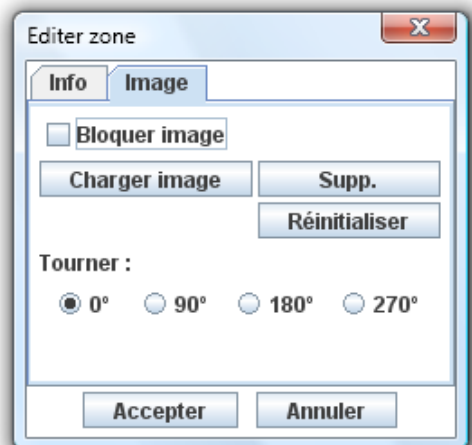 Editer zone
Info Image
Bloquer image
Charger image Supp.
Réinitialiser
Tourner :
0° 90° 180° 270°
Accepter Annuler